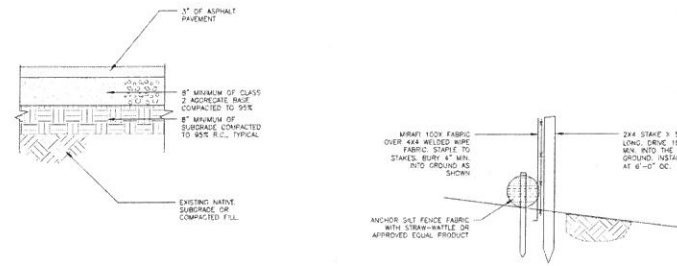 3" OF ASPHALT
PAVEMENT
8" MINIMUM OF CLASS
2 AGGREGATE BASE
COMPACTED TO 95%
8" MINIMUM OF
SUBGRADE COMPACTED
TO 95% R.C., TYPICAL
EXISTING NATIVE
SUBGRADE OR
COMPACTED FILL.
MIRAFI 100X FABRIC
OVER 4X4 WELDED WIPE
FABRIC. STAPLE TO
STAKES. BURY 4" MIN.
INTO GROUND AS
SHOWN
ANCHOR SILT FENCE FABRIC
WITH STRAW-WATTLE OR
APPROVED EQUAL PRODUCT
2X4 STAKE X
LONG. DRIVE
MIN. INTO THE
GROUND. INSTA
AT 6'-0" OC.